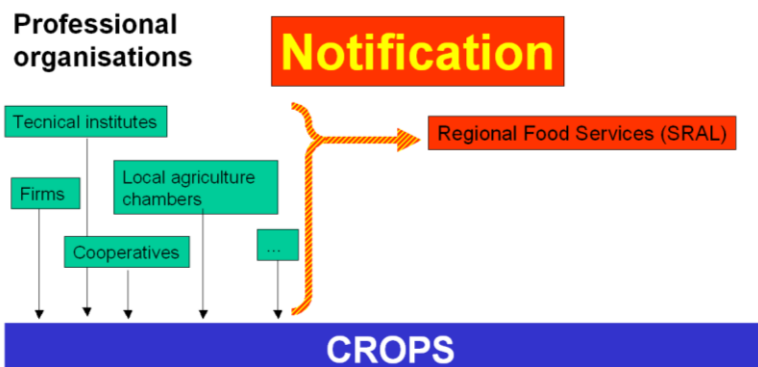 Professional
organisations
Notification
Tecnical institutes
Regional Food Services (SRAL)
Local agriculture
chambers
Firms
Cooperatives
...
CROPS